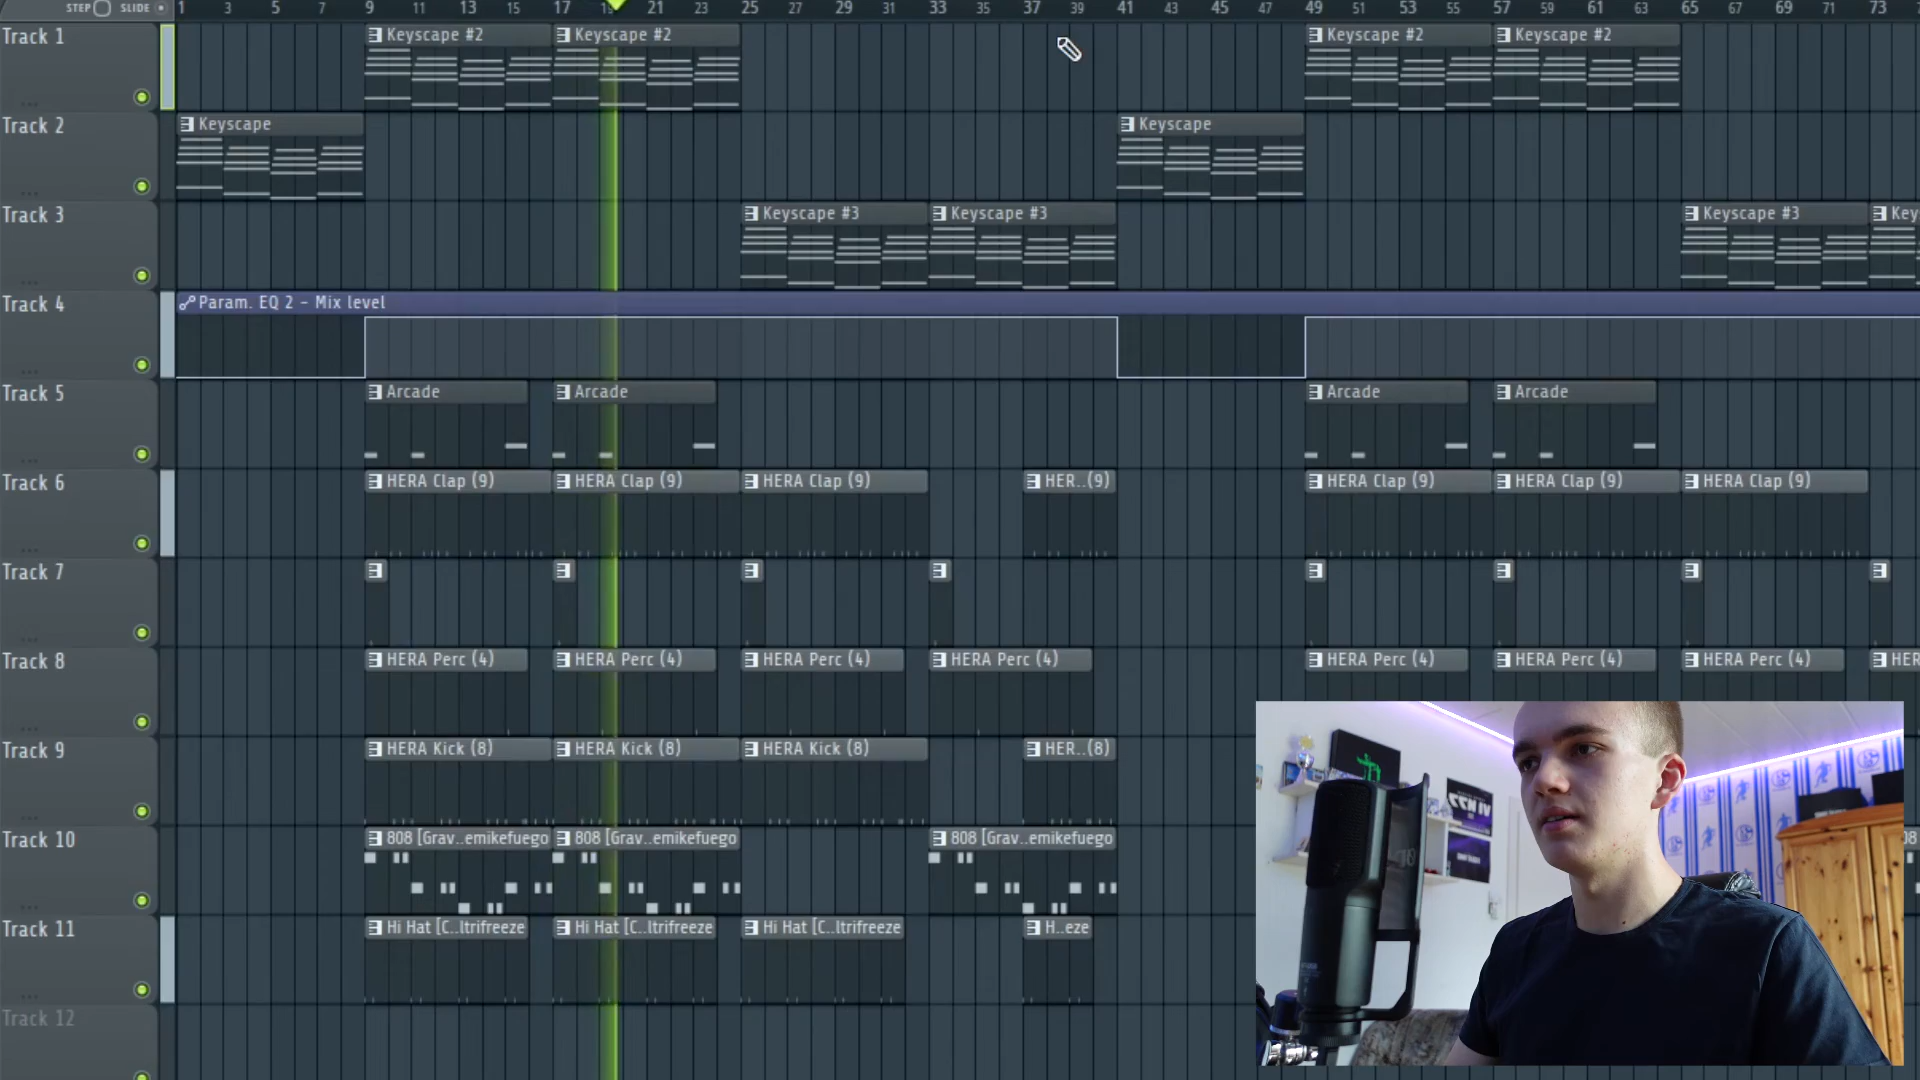 STEP SLIDE 1 3 5 7 9 11 13 15 17 19 21 23 25 27 29 31 33 35 37 39 41 43 45 47 49 51 53 55 57 59 61 63 65 67 69 71 73
Track 1 Keyscape #2 Keyscape #2 Keyscape #2 Keyscape #2
Track 2 Keyscape Keyscape
Track 3 Keyscape #3 Keyscape #3 Keyscape #3 Key
Track 4 Param. EQ 2 - Mix level
Track 5 Arcade Arcade Arcade Arcade
Track 6 HERA Clap (9) HERA Clap (9) HERA Clap (9) HER..(9) HERA Clap (9) HERA Clap (9) HERA Clap (9)
Track 7
Track 8 HERA Perc (4) HERA Perc (4) HERA Perc (4) HERA Perc (4) HERA Perc (4) HERA Perc (4) HERA Perc (4) HER
Track 9 HERA Kick (8) HERA Kick (8) HERA Kick (8) HER..(8)
Track 10 808 [Grav..emikefuego 808 [Grav..emikefuego 808 [Grav..emikefuego 08
Track 11 Hi Hat [C..ltrifreeze Hi Hat [C..ltrifreeze Hi Hat [C..ltrifreeze H..eze
Track 12